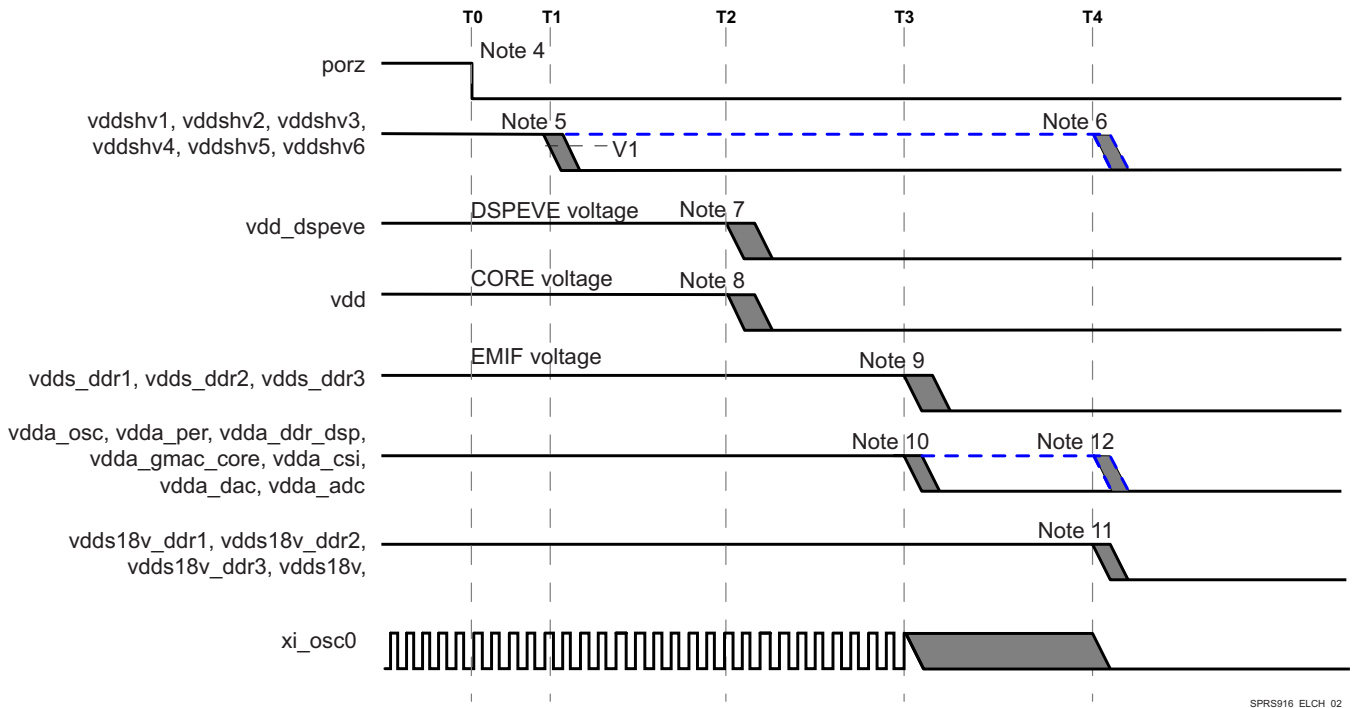 T0 T1 T2 T3 T4
Note 4
porz
vddshv1, vddshv2, vddshv3,
vddshv4, vddshv5, vddshv6
Note 5
Note 6
V1
DSPEVE voltage
Note 7
vdd_dspeve
CORE voltage
Note 8
vdd
EMIF voltage
Note 9
vdds_ddr1, vdds_ddr2, vdds_ddr3
vdda_osc, vdda_per, vdda_ddr_dsp,
vdda_gmac_core, vdda_csi,
vdda_dac, vdda_adc
Note 10
Note 12
vdds18v_ddr1, vdds18v_ddr2,
vdds18v_ddr3, vdds18v,
Note 11
xi_osc0
SPRS916_ELCH_02